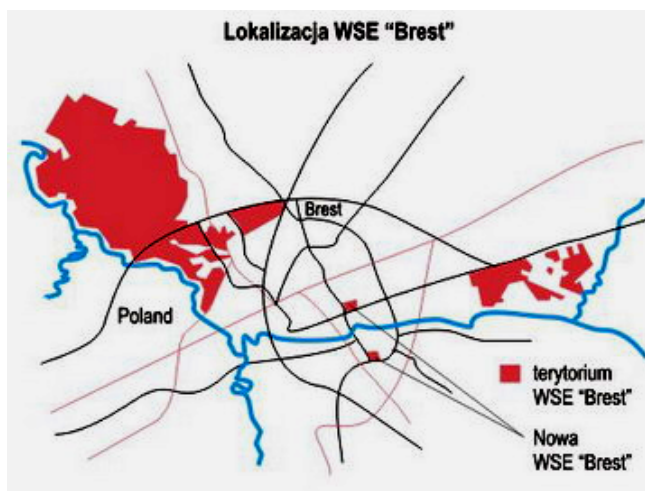 Lokalizacja WSE “Brest”
Brest
Poland
terytorium
WSE “Brest”
Nowa
WSE “Brest”